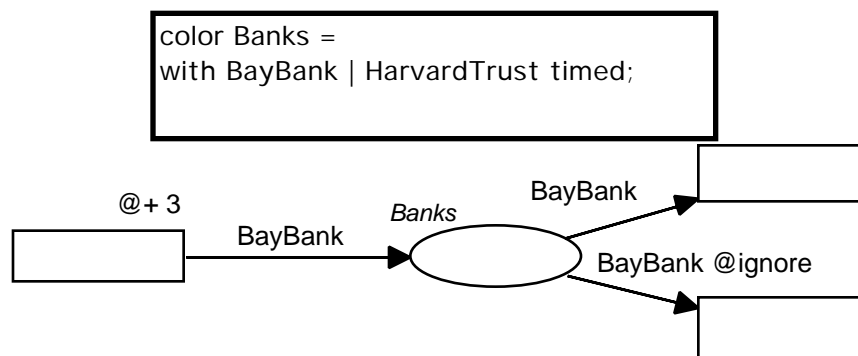 color Banks =
with BayBank | HarvardTrust timed;
@+ 3
BayBank
Banks
BayBank
BayBank @ignore